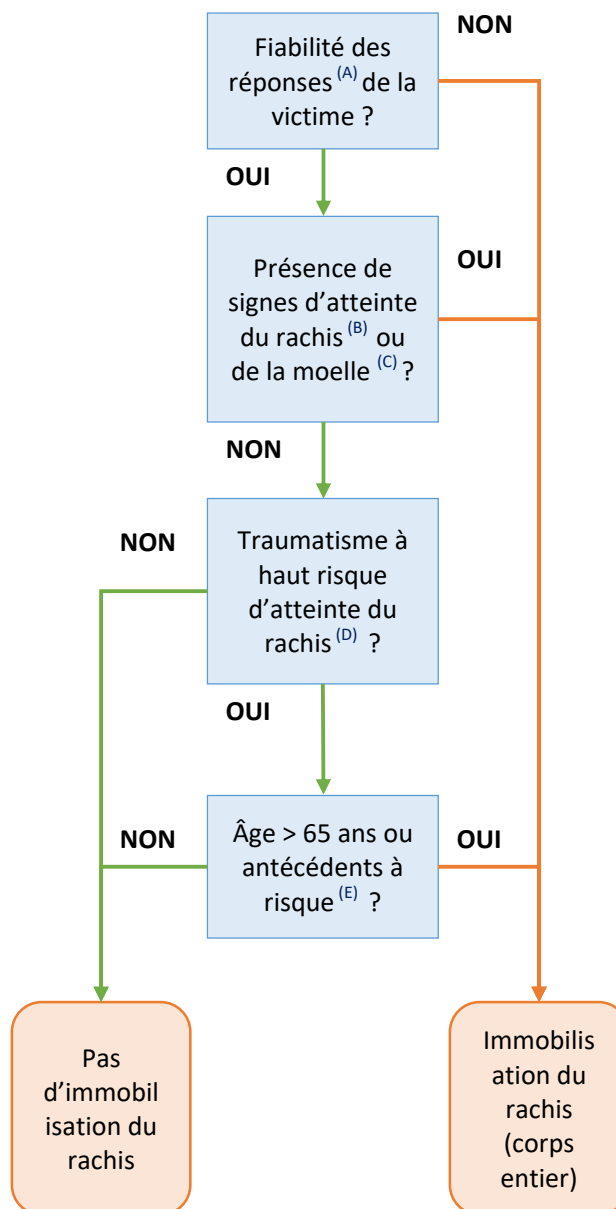 NON
Fiabilité des
réponses (A) de la
victime ?
OUI
Présence de
signes d’atteinte
du rachis (B) ou
de la moelle (C) ?
OUI
NON
NON
Traumatisme à
haut risque
d’atteinte du
rachis (D) ?
OUI
NON
Âge > 65 ans ou
antécédents à
risque (E) ?
OUI
Pas
d’immobil
isation du
rachis
Immobilis
ation du
rachis
(corps
entier)